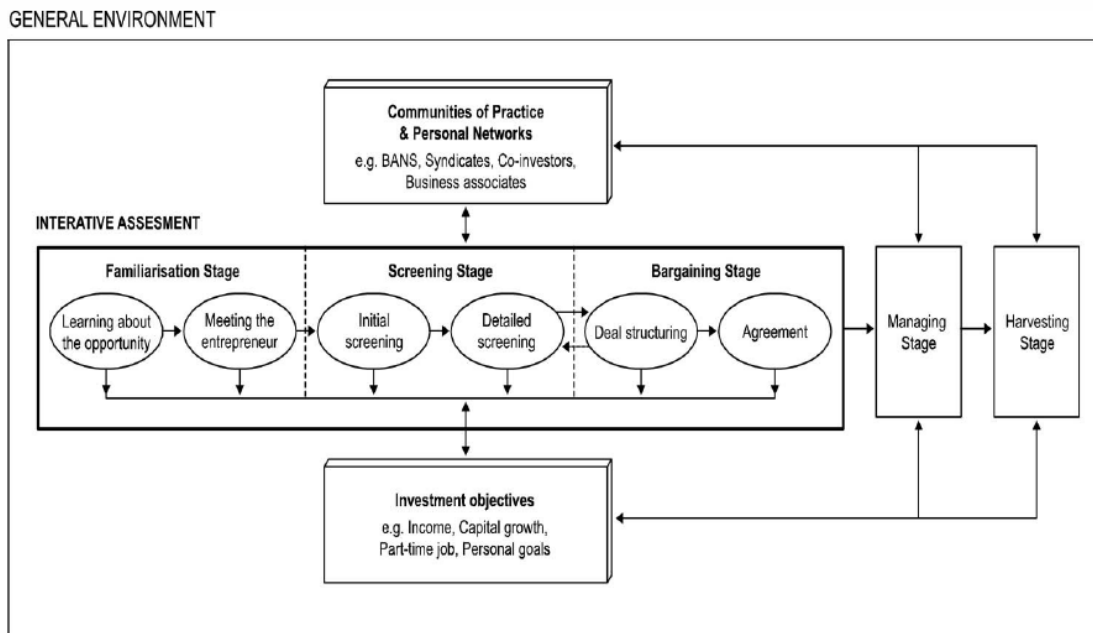 GENERAL ENVIRONMENT
Communities of Practice
& Personal Networks
e.g. BANS, Syndicates, Co-investors,
Business associates
INTERATIVE ASSESMENT
Familiarisation Stage
Screening Stage
Bargaining Stage
Learning about
the opportunity
Meeting the
entrepreneur
Initial
screening
Detailed
screening
Deal structuring
Agreement
Managing
Stage
Harvesting
Stage
Investment objectives
e.g. Income, Capital growth,
Part-time job, Personal goals